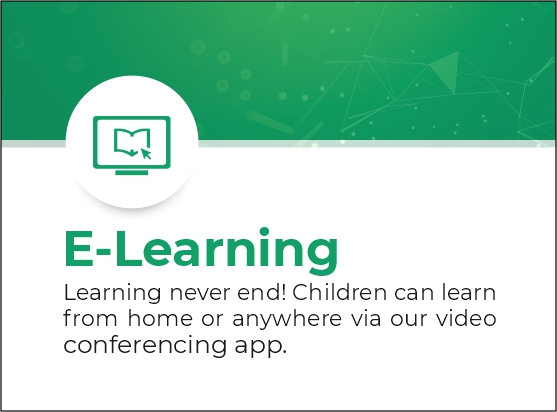 E-Learning
Learning never end! Children can learn
from home or anywhere via our video
conferencing app.